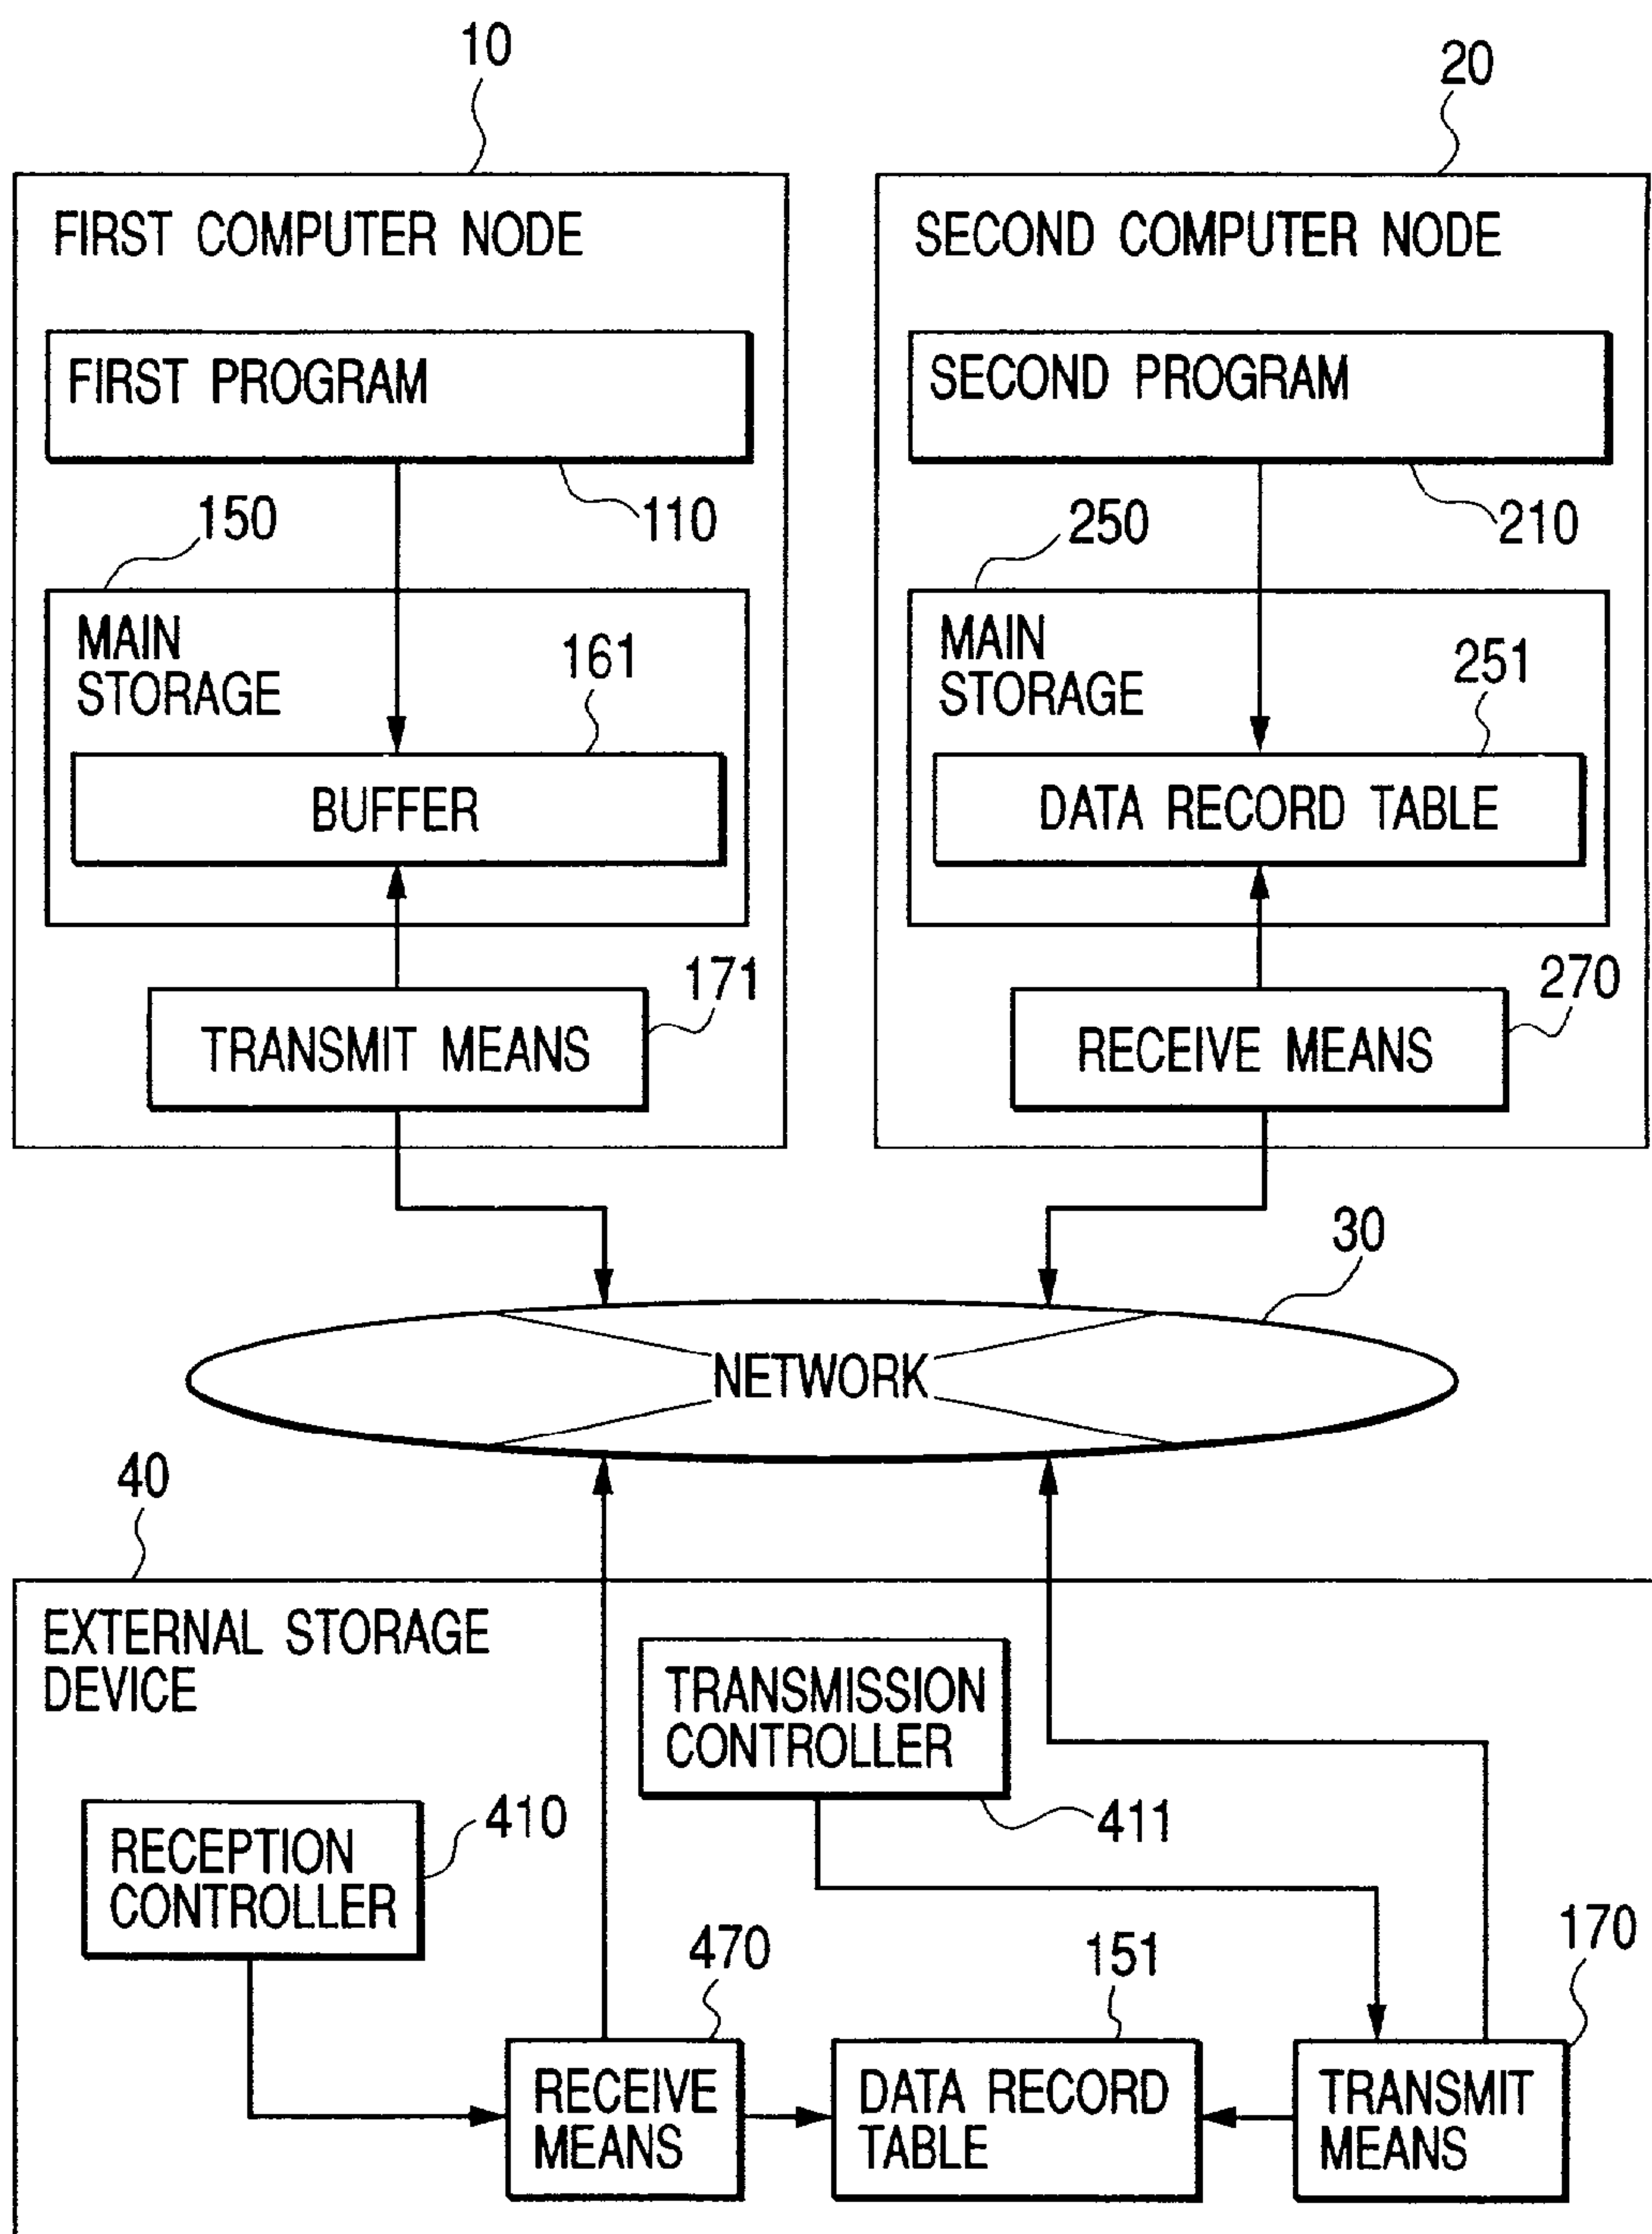 10
20
FIRST COMPUTER NODE
SECOND COMPUTER NODE
FIRST PROGRAM
SECOND PROGRAM
150
110
250
210
MAIN
STORAGE
161
MAIN
STORAGE
251
BUFFER
DATA RECORD TABLE
171
270
TRANSMIT MEANS
RECEIVE MEANS
30
NETWORK
40
EXTERNAL STORAGE
DEVICE
TRANSMISSION
CONTROLLER
411
RECEPTION
CONTROLLER
410
470
151
170
RECEIVE
MEANS
DATA RECORD
TABLE
TRANSMIT
MEANS